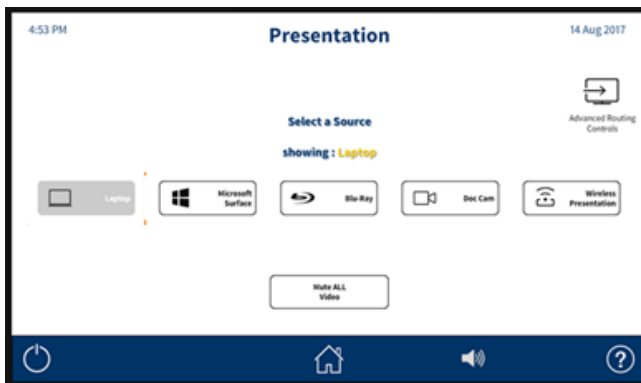 4:53 PM
Presentation
14 Aug 2017
Advanced Routing
Controls
Select a Source
showing : Laptop
Laptop
Microsoft
Surface
Blu-Ray
Doc Cam
Wireless
Presentation
Mute ALL
Video
?